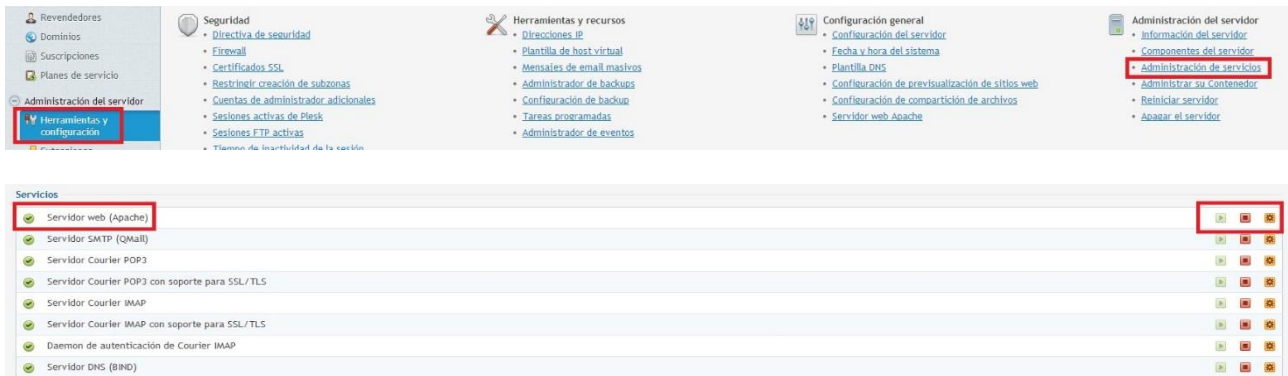 Revendedores
Dominios
Suscripciones
Planes de servicio
Administración del servidor
Herramientas y
configuración
Extensiones
Seguridad
Directiva de seguridad
Firewall
Certificados SSL
Restringir creación de subzonas
Cuentas de administrador adicionales
Sesiones activas de Plesk
Sesiones FTP activas
Tiempo de inactividad de la sesión
Herramientas y recursos
Direcciones IP
Plantilla de host virtual
Mensajes de email masivos
Administrador de backups
Configuración de backup
Tareas programadas
Administrador de eventos
Configuración general
Configuración del servidor
Fecha y hora del sistema
Plantilla DNS
Configuración de previsualización de sitios web
Configuración de compartición de archivos
Servidor web Apache
Administración del servidor
Información del servidor
Componentes del servidor
Administración de servicios
Administrar su Contenedor
Reiniciar servidor
Apagar el servidor
Servicios
Servidor web (Apache)
Servidor SMTP (QMail)
Servidor Courier POP3
Servidor Courier POP3 con soporte para SSL/TLS
Servidor Courier IMAP
Servidor Courier IMAP con soporte para SSL/TLS
Daemon de autenticación de Courier IMAP
Servidor DNS (BIND)